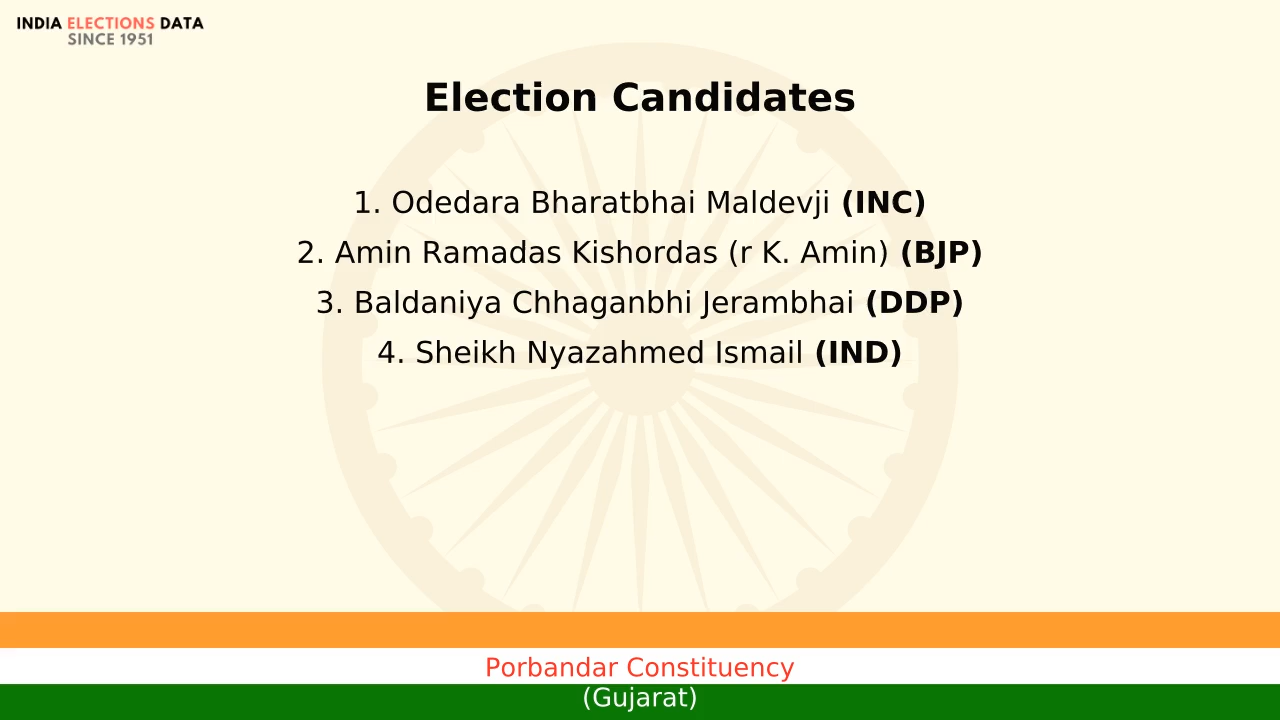 INDIA ELECTIONS DATA
SINCE 1951
Election Candidates
1. Odedara Bharatbhai Maldevji (INC)
2. Amin Ramadas Kishordas (r K. Amin) (BJP)
3. Baldaniya Chhaganbhi Jerambhai (DDP)
4. Sheikh Nyazahmed Ismail (IND)
Porbandar Constituency
(Gujarat)